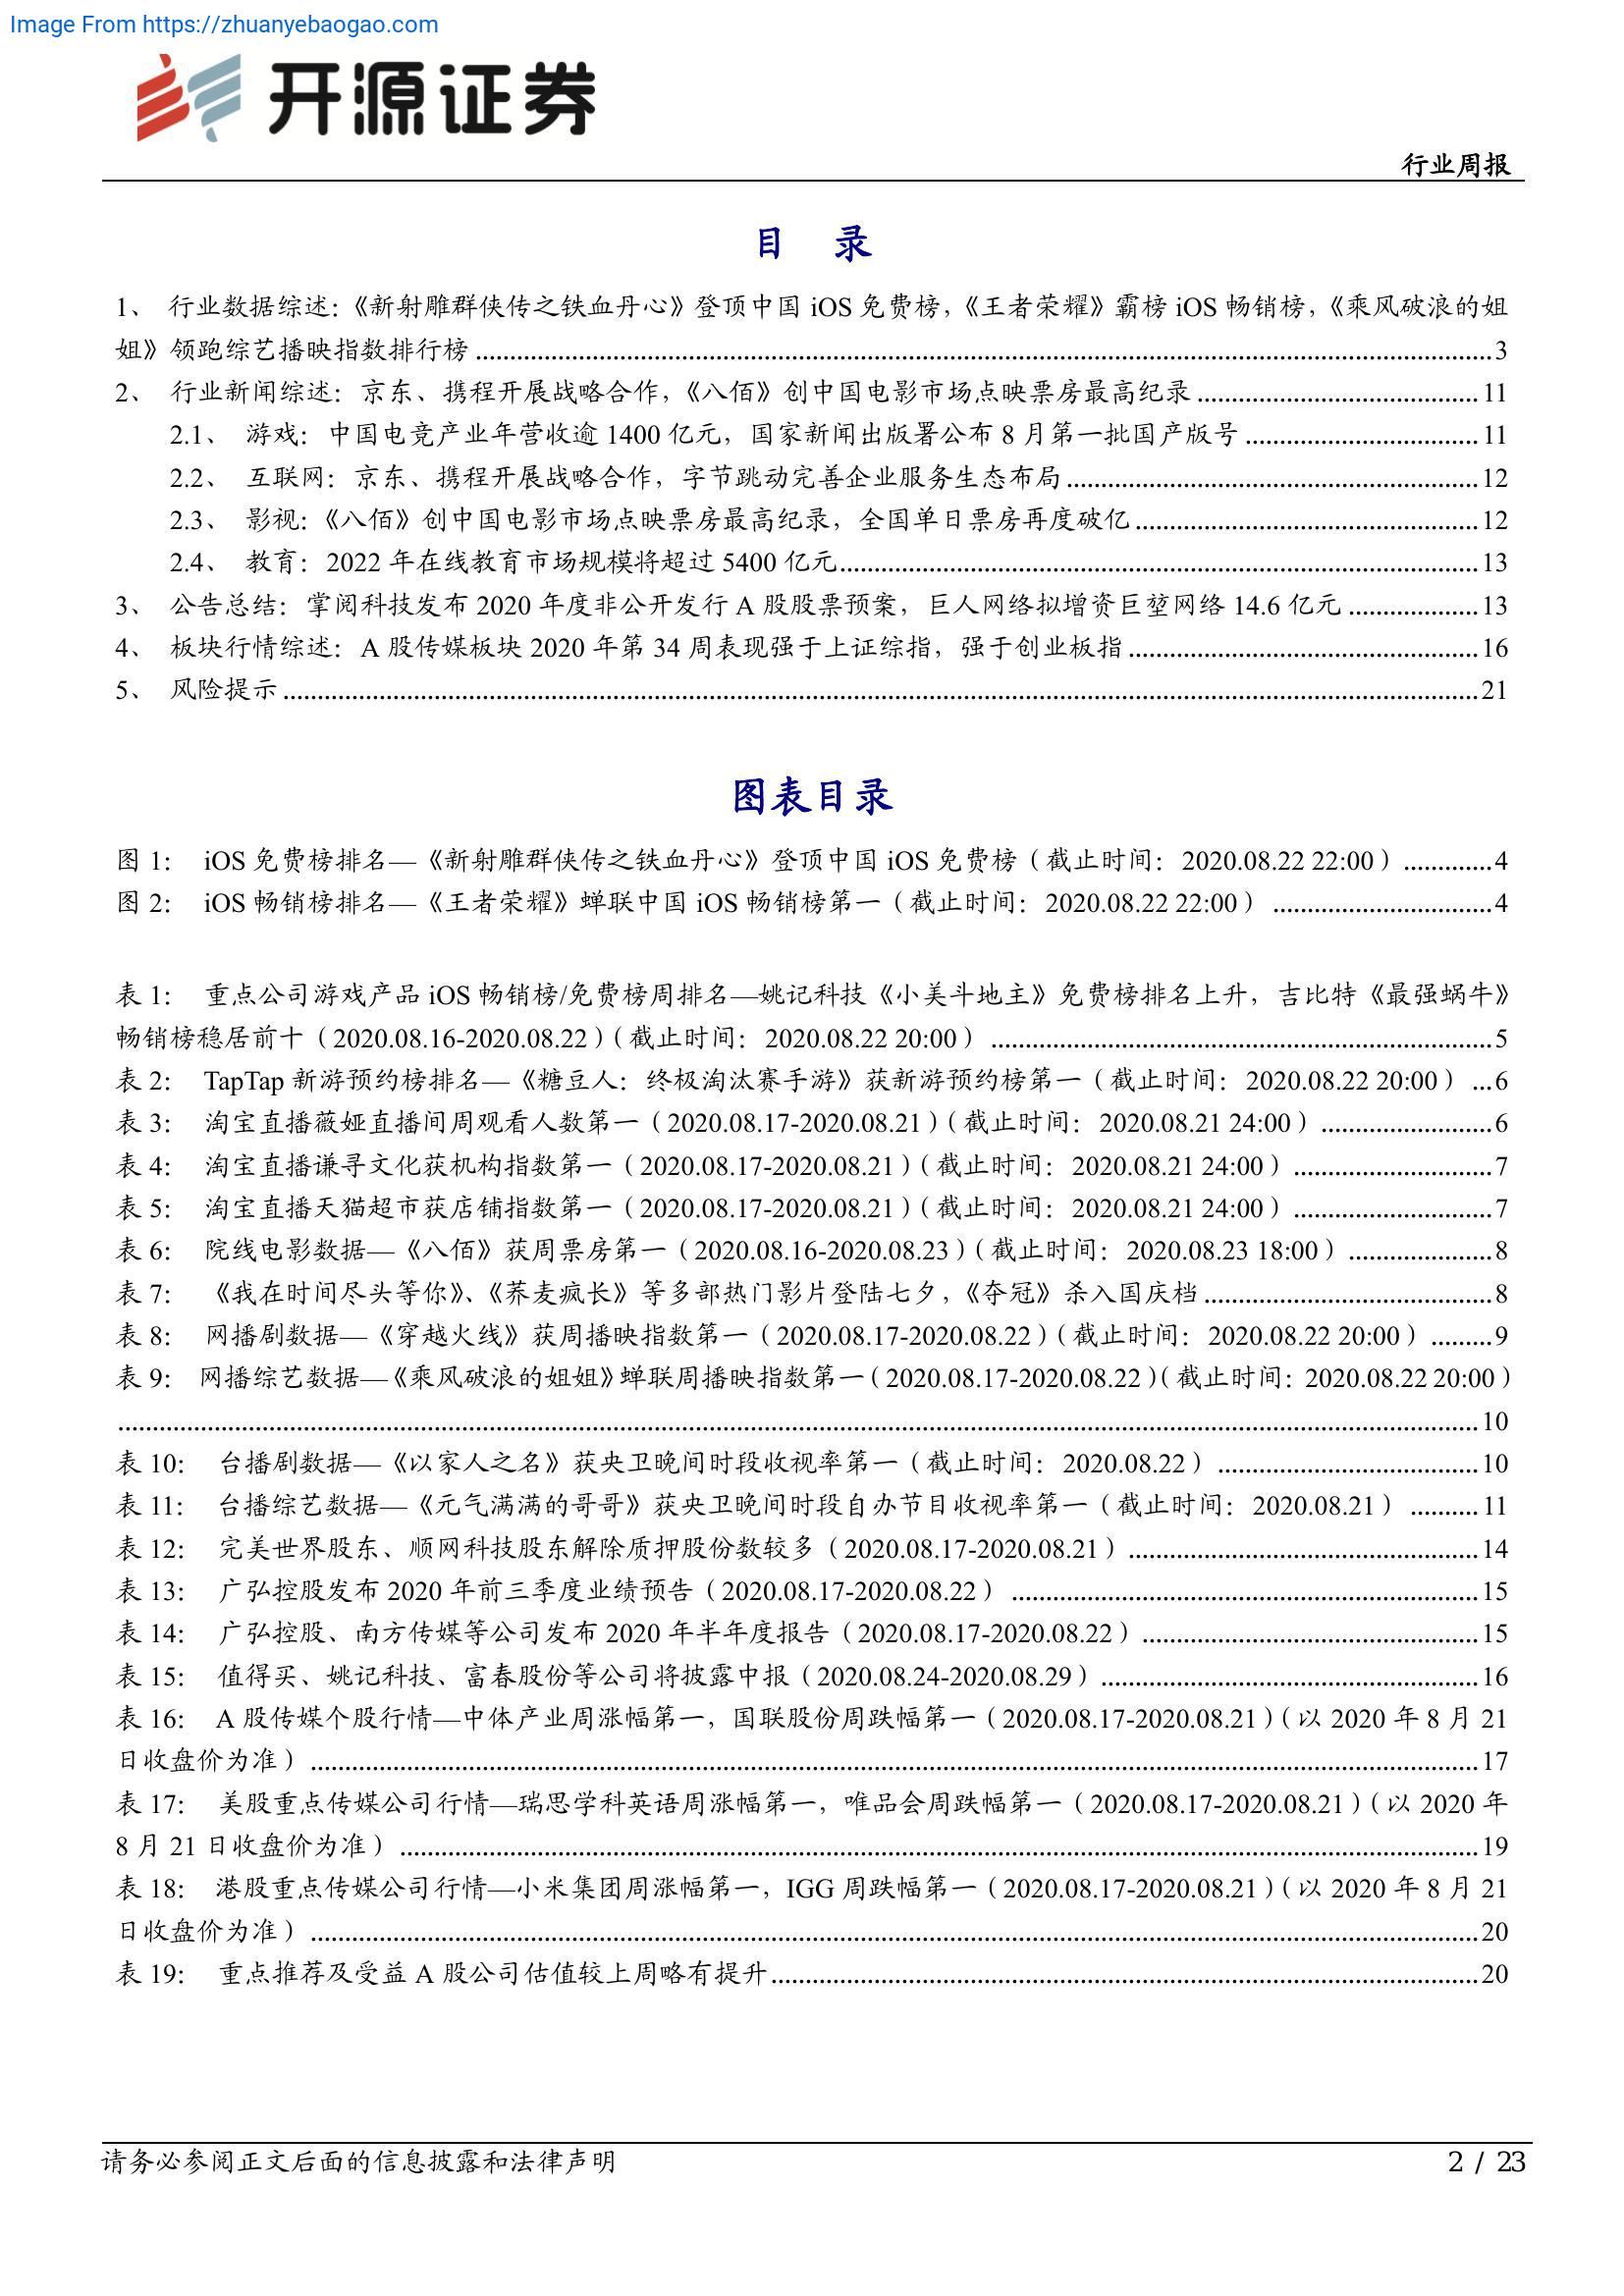 Image From https://zhuanyebaogao.com
开源证券
行业周报
目 录
1、 行业数据综述：《新射雕群侠传之铁血丹心》登顶中国 iOS 免费榜，《王者荣耀》霸榜 iOS 畅销榜，《乘风破浪的姐
姐》领跑综艺播映指数排行榜 ........................................ 3
2、 行业新闻综述：京东、携程开展战略合作，《八佰》创中国电影市场点映票房最高纪录 ........................................ 11
2.1、 游戏：中国电竞产业年营收逾 1400 亿元，国家新闻出版署公布 8 月第一批国产版号 ........................................ 11
2.2、 互联网：京东、携程开展战略合作，字节跳动完善企业服务生态布局 ........................................ 12
2.3、 影视：《八佰》创中国电影市场点映票房最高纪录，全国单日票房再度破亿 ........................................ 12
2.4、 教育：2022 年在线教育市场规模将超过 5400 亿元 ........................................ 13
3、 公告总结：掌阅科技发布 2020 年度非公开发行 A 股股票预案，巨人网络拟增资巨堃网络 14.6 亿元 ................... 13
4、 板块行情综述：A 股传媒板块 2020 年第 34 周表现强于上证综指，强于创业板指 ........................................ 16
5、 风险提示 ........................................ 21
图表目录
图 1： iOS 免费榜排名—《新射雕群侠传之铁血丹心》登顶中国 iOS 免费榜（截止时间：2020.08.22 22:00） ............. 4
图 2： iOS 畅销榜排名—《王者荣耀》蝉联中国 iOS 畅销榜第一（截止时间：2020.08.22 22:00） ................................ 4
表 1： 重点公司游戏产品 iOS 畅销榜/免费榜周排名—姚记科技《小美斗地主》免费榜排名上升，吉比特《最强蜗牛》
畅销榜稳居前十（2020.08.16-2020.08.22）（截止时间：2020.08.22 20:00） ........................................ 5
表 2： TapTap 新游预约榜排名—《糖豆人：终极淘汰赛手游》获新游预约榜第一（截止时间：2020.08.22 20:00） ... 6
表 3： 淘宝直播薇娅直播间周观看人数第一（2020.08.17-2020.08.21）（截止时间：2020.08.21 24:00） ......................... 6
表 4： 淘宝直播谦寻文化获机构指数第一（2020.08.17-2020.08.21）（截止时间：2020.08.21 24:00） ............................. 7
表 5： 淘宝直播天猫超市获店铺指数第一（2020.08.17-2020.08.21）（截止时间：2020.08.21 24:00） ............................. 7
表 6： 院线电影数据—《八佰》获周票房第一（2020.08.16-2020.08.23）（截止时间：2020.08.23 18:00） ..................... 8
表 7： 《我在时间尽头等你》、《荞麦疯长》等多部热门影片登陆七夕，《夺冠》杀入国庆档 ........................................ 8
表 8： 网播剧数据—《穿越火线》获周播映指数第一（2020.08.17-2020.08.22）（截止时间：2020.08.22 20:00） ......... 9
表 9： 网播综艺数据—《乘风破浪的姐姐》蝉联周播映指数第一（2020.08.17-2020.08.22）（截止时间：2020.08.22 20:00）
........................................ 10
表 10： 台播剧数据—《以家人之名》获央卫晚间时段收视率第一（截止时间：2020.08.22） ...................................... 10
表 11： 台播综艺数据—《元气满满的哥哥》获央卫晚间时段自办节目收视率第一（截止时间：2020.08.21） .......... 11
表 12： 完美世界股东、顺网科技股东解除质押股份数较多（2020.08.17-2020.08.21） ........................................ 14
表 13： 广弘控股发布 2020 年前三季度业绩预告（2020.08.17-2020.08.22） ........................................ 15
表 14： 广弘控股、南方传媒等公司发布 2020 年半年度报告（2020.08.17-2020.08.22） ........................................ 15
表 15： 值得买、姚记科技、富春股份等公司将披露中报（2020.08.24-2020.08.29） ........................................ 16
表 16： A 股传媒个股行情—中体产业周涨幅第一，国联股份周跌幅第一（2020.08.17-2020.08.21）（以 2020 年 8 月 21
日收盘价为准） ........................................ 17
表 17： 美股重点传媒公司行情—瑞思学科英语周涨幅第一，唯品会周跌幅第一（2020.08.17-2020.08.21）（以 2020 年
8 月 21 日收盘价为准） ........................................ 19
表 18： 港股重点传媒公司行情—小米集团周涨幅第一，IGG 周跌幅第一（2020.08.17-2020.08.21）（以 2020 年 8 月 21
日收盘价为准） ........................................ 20
表 19： 重点推荐及受益 A 股公司估值较上周略有提升 ........................................ 20
请务必参阅正文后面的信息披露和法律声明
2 / 23